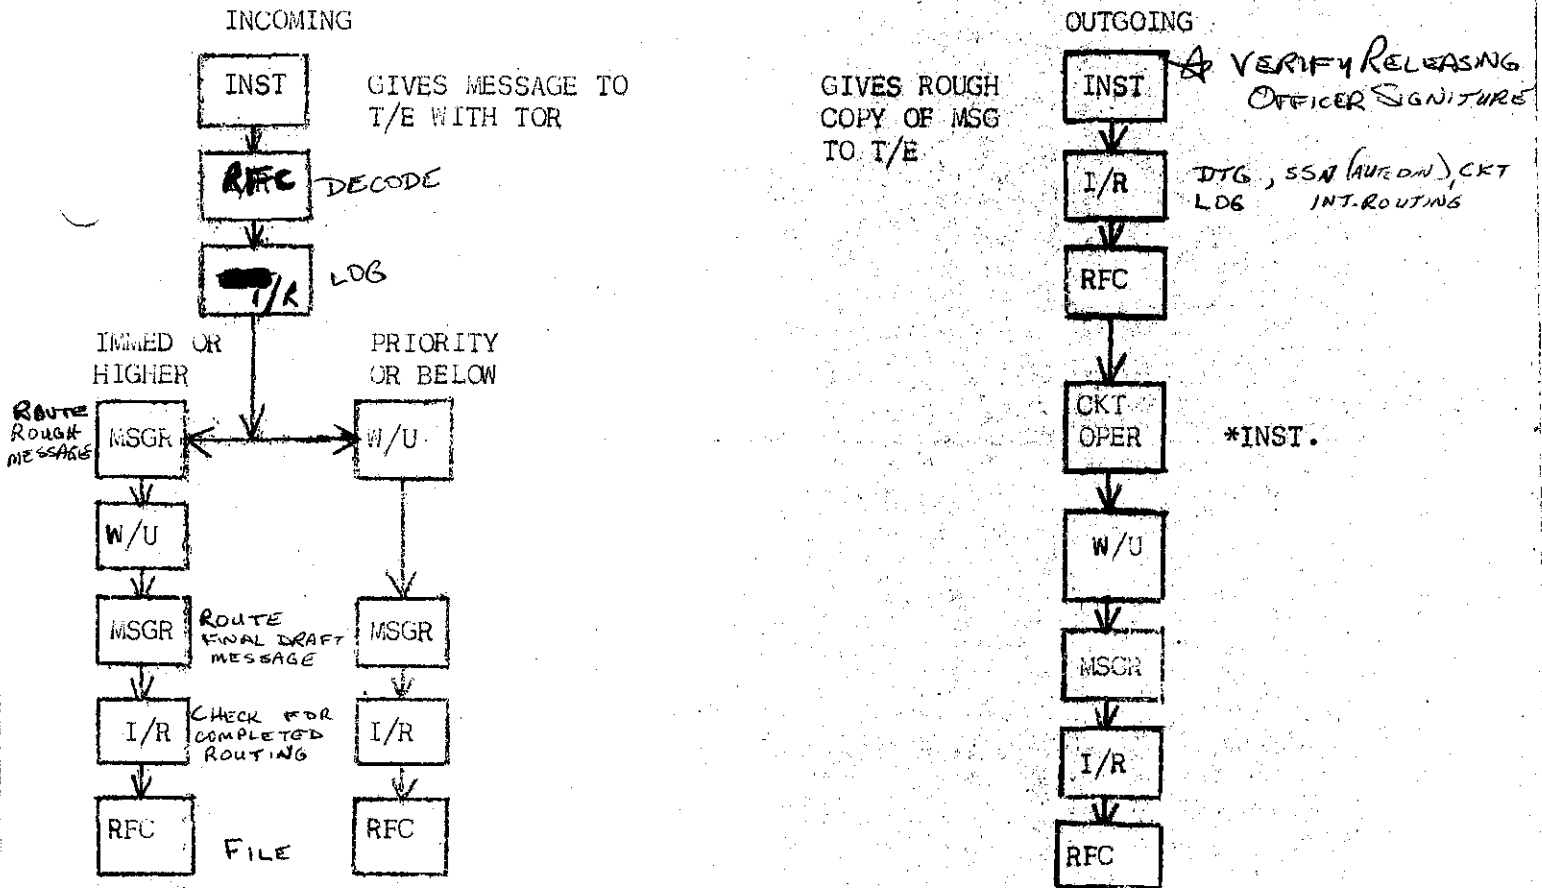 INCOMING
INST
GIVES MESSAGE TO
T/E WITH TOR
RFC
DECODE
I/R
LOG
IMMED OR
HIGHER
PRIORITY
OR BELOW
ROUTE
ROUGH
MESSAGE
MSGR
W/U
W/U
MSGR
ROUTE
FINAL DRAFT
MESSAGE
MSGR
I/R
CHECK FOR
COMPLETED
ROUTING
I/R
RFC
FILE
RFC
OUTGOING
GIVES ROUGH
COPY OF MSG
TO T/E
INST
VERIFY RELEASING
OFFICER SIGNITURE
I/R
DTG, SSN (AUTODIN), CKT
LOG INT. ROUTING
RFC
CKT
OPER
*INST.
W/U
MSGR
I/R
RFC